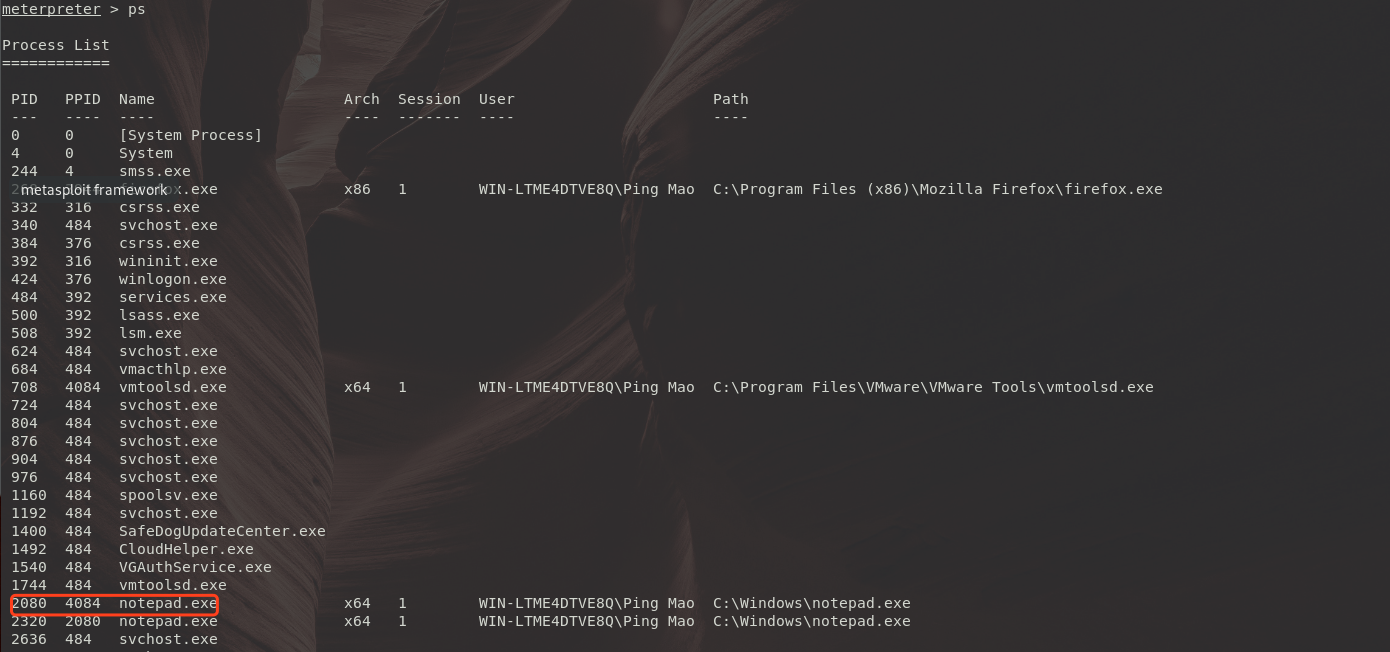 meterpreter > ps
Process List
============
PID PPID Name Arch Session User Path
--- ---- ---- ---- ------- ---- ----
0 0 [System Process]
4 0 System
244 4 smss.exe
metasploit-framework x.exe x86 1 WIN-LTME4DTVE8Q\Ping Mao C:\Program Files (x86)\Mozilla Firefox\firefox.exe
332 316 csrss.exe
340 484 svchost.exe
384 376 csrss.exe
392 316 wininit.exe
424 376 winlogon.exe
484 392 services.exe
500 392 lsass.exe
508 392 lsm.exe
624 484 svchost.exe
684 484 vmacthlp.exe
708 4084 vmtoolsd.exe x64 1 WIN-LTME4DTVE8Q\Ping Mao C:\Program Files\VMware\VMware Tools\vmtoolsd.exe
724 484 svchost.exe
804 484 svchost.exe
876 484 svchost.exe
904 484 svchost.exe
976 484 svchost.exe
1160 484 spoolsv.exe
1192 484 svchost.exe
1400 484 SafeDogUpdateCenter.exe
1492 484 CloudHelper.exe
1540 484 VGAuthService.exe
1744 484 vmtoolsd.exe
2080 4084 notepad.exe x64 1 WIN-LTME4DTVE8Q\Ping Mao C:\Windows\notepad.exe
2320 2080 notepad.exe x64 1 WIN-LTME4DTVE8Q\Ping Mao C:\Windows\notepad.exe
2636 484 svchost.exe